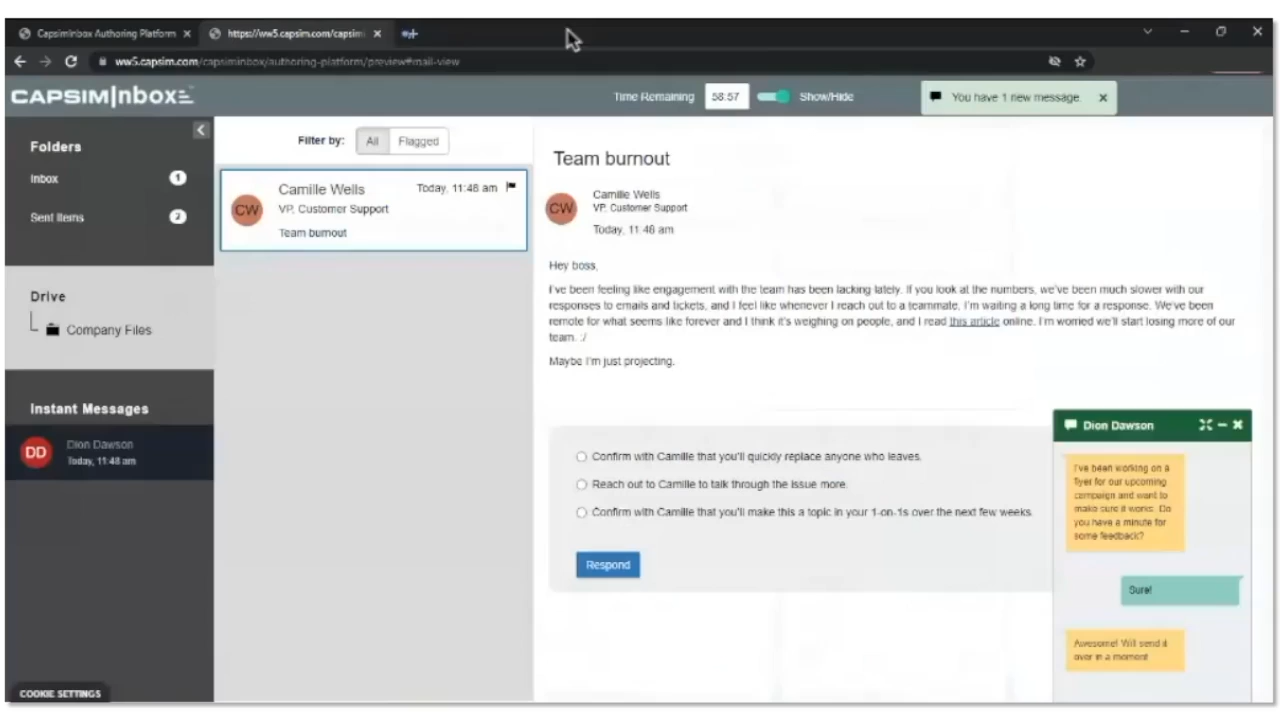 CapsimInbox Authoring Platform
https://ww5.capsim.com/capsim
ww5.capsim.com/capsiminbox/authoring-platform/preview#mail-view
CAPSIM|nbox
Time Remaining 58:57 Show/Hide
You have 1 new message.
Folders
Inbox 1
Sent Items 2
Drive
Company Files
Instant Messages
DD
Dion Dawson
Today, 11:48 am
COOKIE SETTINGS
Filter by: All Flagged
CW
Camille Wells Today, 11:48 am
VP, Customer Support
Team burnout
Team burnout
CW
Camille Wells
VP, Customer Support
Today, 11:48 am
Hey boss,
I've been feeling like engagement with the team has been lacking lately. If you look at the numbers, we've been much slower with our
responses to emails and tickets, and I feel like whenever I reach out to a teammate, I'm waiting a long time for a response. We've been
remote for what seems like forever and I think it's weighing on people, and I read this article online. I'm worried we'll start losing more of our
team. :/
Maybe I'm just projecting.
Confirm with Camille that you'll quickly replace anyone who leaves.
Reach out to Camille to talk through the issue more.
Confirm with Camille that you'll make this a topic in your 1-on-1s over the next few weeks.
Respond
Dion Dawson
I've been working on a
flyer for our upcoming
campaign and want to
make sure it works. Do
you have a minute for
some feedback?
Sure!
Awesome! Will send it
over in a moment